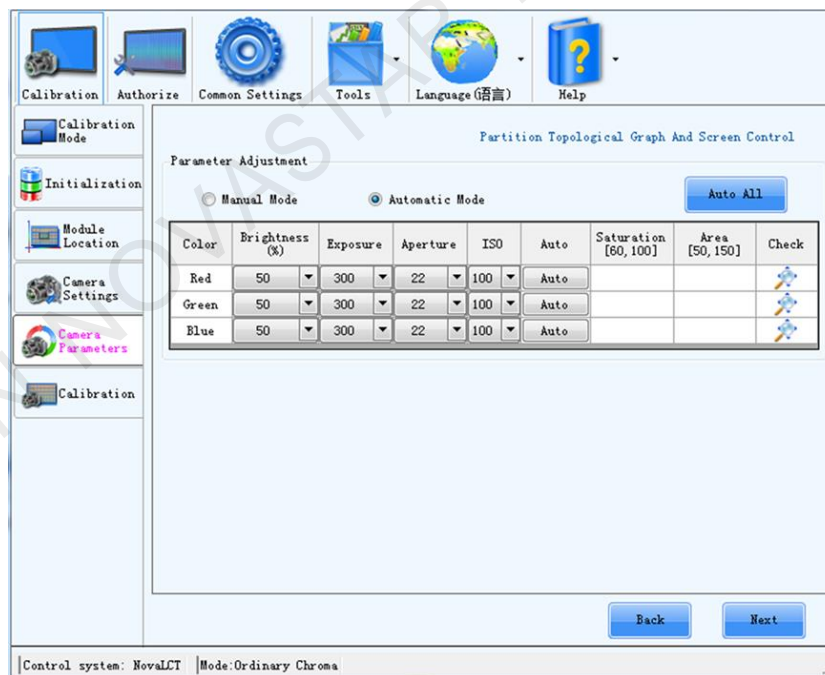 Calibration Authorize Common Settings Tools Language(语言) Help
Calibration
Mode
Initialization
Module
Location
Camera
Settings
Camera
Parameters
Calibration
Partition Topological Graph And Screen Control
Parameter Adjustment
Manual Mode Automatic Mode Auto All
Color Brightness (%) Exposure Aperture ISO Auto Saturation [60, 100] Area [50, 150] Check
Red 50 300 22 100 Auto
Green 50 300 22 100 Auto
Blue 50 300 22 100 Auto
Back Next
Control system: NovaLCT Mode:Ordinary Chroma
NOVASTAR